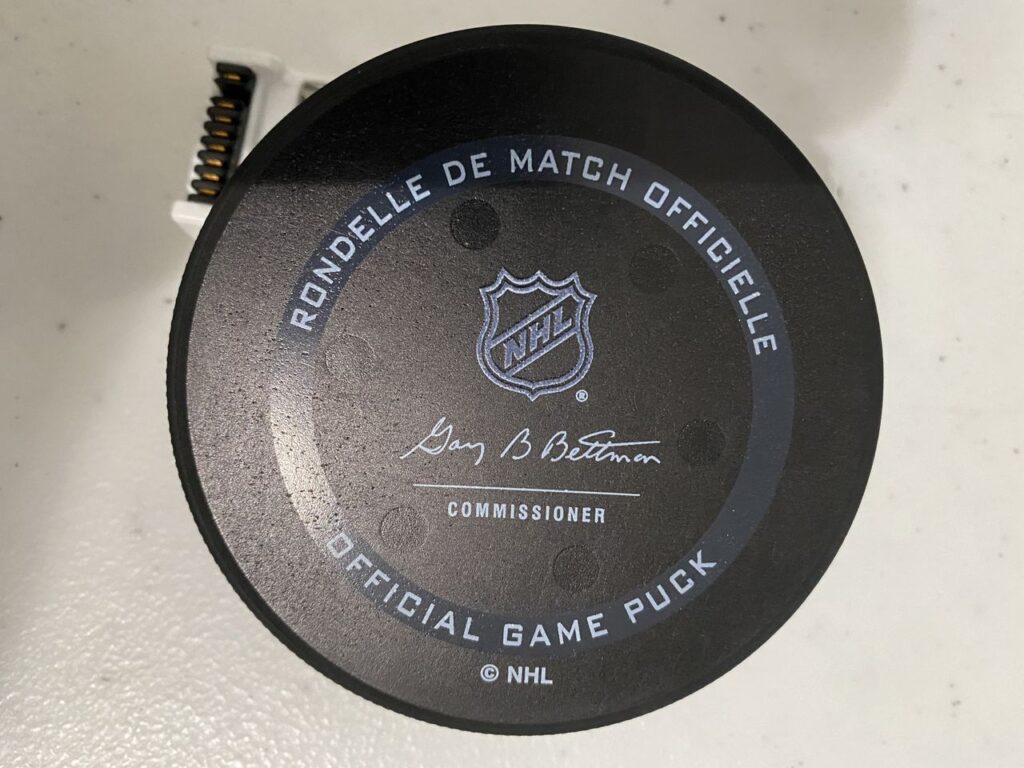 RONDELLE DE MATCH OFFICIELLE
NHL
®
Gary B Bettman
COMMISSIONER
OFFICIAL GAME PUCK
© NHL